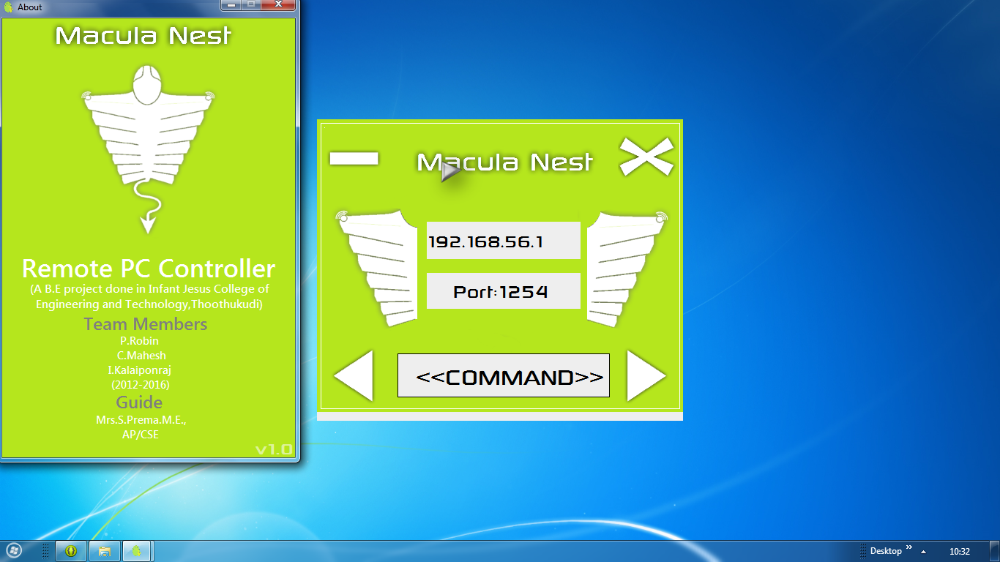 About
Macula Nest
Remote PC Controller
(A B.E project done in Infant Jesus College of
Engineering and Technology,Thoothukudi)
Team Members
P.Robin
C.Mahesh
I.Kalaiponraj
(2012-2016)
Guide
Mrs.S.Prema.M.E.,
AP/CSE
v1.0
Macula Nest
192.168.56.1
Port:1254
<<COMMAND>>
Desktop
10:32